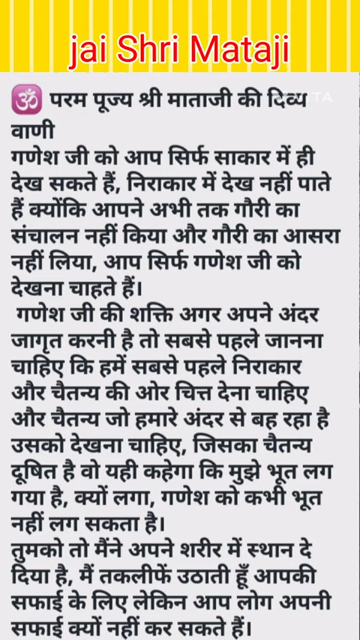 jai Shri Mataji
🕉 परम पूज्य श्री माताजी की दिव्य
वाणी
गणेश जी को आप सिर्फ साकार में ही
देख सकते हैं, निराकार में देख नहीं पाते
हैं क्योंकि आपने अभी तक गौरी का
संचालन नहीं किया और गौरी का आसरा
नहीं लिया, आप सिर्फ गणेश जी को
देखना चाहते हैं।
गणेश जी की शक्ति अगर अपने अंदर
जागृत करनी है तो सबसे पहले जानना
चाहिए कि हमें सबसे पहले निराकार
और चैतन्य की ओर चित्त देना चाहिए
और चैतन्य जो हमारे अंदर से बह रहा है
उसको देखना चाहिए, जिसका चैतन्य
दूषित है वो यही कहेगा कि मुझे भूत लग
गया है, क्यों लगा, गणेश को कभी भूत
नहीं लग सकता है।
तुमको तो मैंने अपने शरीर में स्थान दे
दिया है, मैं तकलीफें उठाती हूँ आपकी
सफाई के लिए लेकिन आप लोग अपनी
सफाई क्यों नहीं कर सकते हैं।